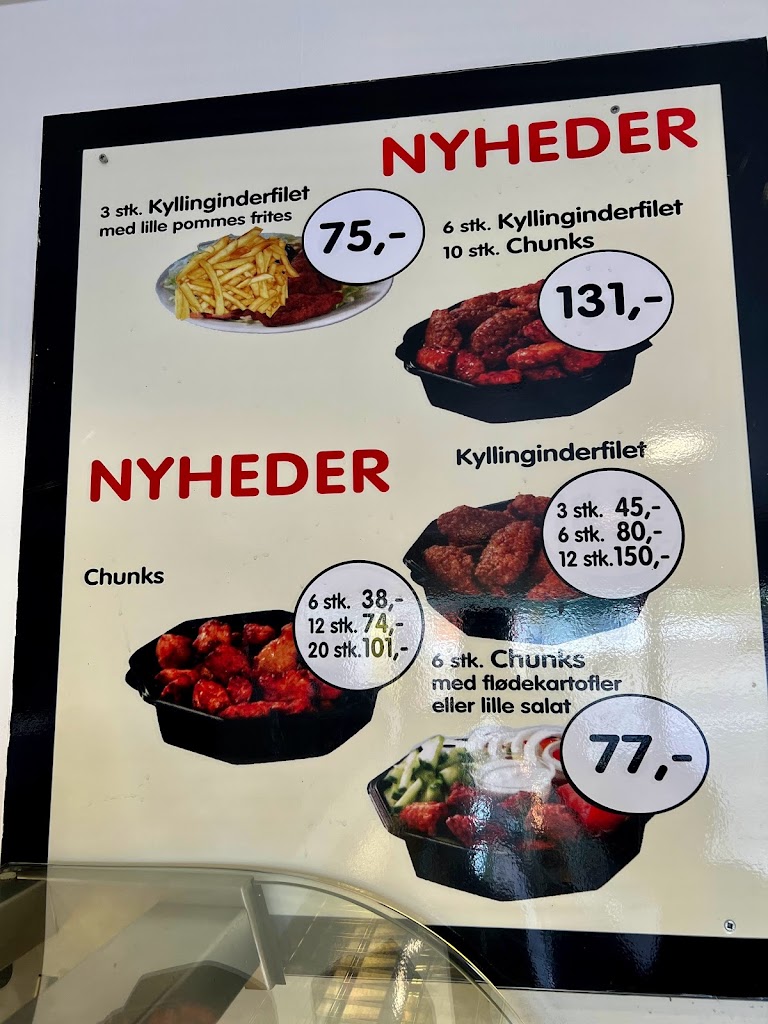 NYHEDER
3 stk. Kyllinginderfilet
med lille pommes frites
75,-
6 stk. Kyllinginderfilet
10 stk. Chunks
131,-
NYHEDER
Kyllinginderfilet
3 stk. 45,-
6 stk. 80,-
12 stk. 150,-
Chunks
6 stk. 38,-
12 stk. 74,-
20 stk. 101,-
6 stk. Chunks
med flødekartofler
eller lille salat
77,-